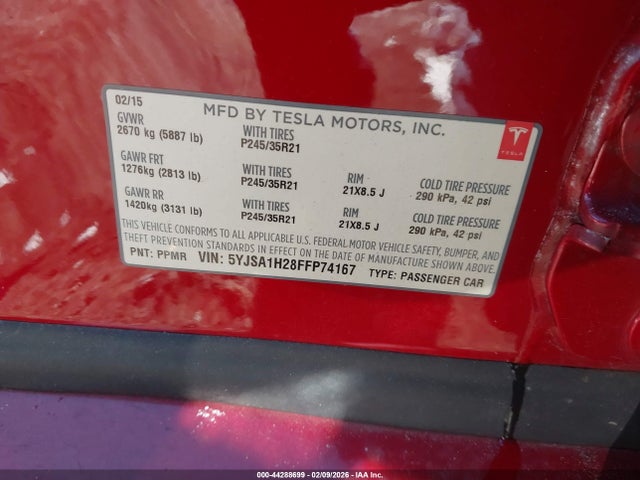 02/15
MFD BY TESLA MOTORS, INC.
TESLA
GVWR
2670 kg (5887 lb)
WITH TIRES
P245/35R21
GAWR FRT
1276kg (2813 lb)
WITH TIRES
P245/35R21
RIM
21X8.5 J
COLD TIRE PRESSURE
290 kPa, 42 psi
GAWR RR
1420kg (3131 lb)
WITH TIRES
P245/35R21
RIM
21X8.5 J
COLD TIRE PRESSURE
290 kPa, 42 psi
THIS VEHICLE CONFORMS TO ALL APPLICABLE U.S. FEDERAL MOTOR VEHICLE SAFETY, BUMPER, AND
THEFT PREVENTION STANDARDS IN EFFECT ON THE DATE OF MANUFACTURE SHOWN ABOVE.
PNT: PPMR VIN: 5YJSA1H28FFP74167 TYPE: PASSENGER CAR
000-44288699 - 02/09/2026 - COPYRIGHT IAA, LLC